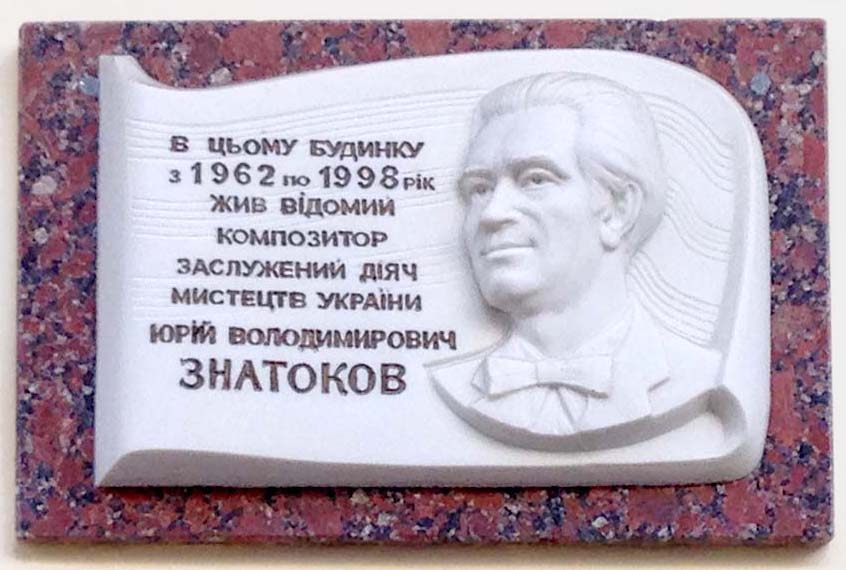 В ЦЬОМУ БУДИНКУ
З 1962 ПО 1998 РІК
ЖИВ ВІДОМИЙ
КОМПОЗИТОР
ЗАСЛУЖЕНИЙ ДІЯЧ
МИСТЕЦТВ УКРАЇНИ
ЮРІЙ ВОЛОДИМИРОВИЧ
ЗНАТОКОВ